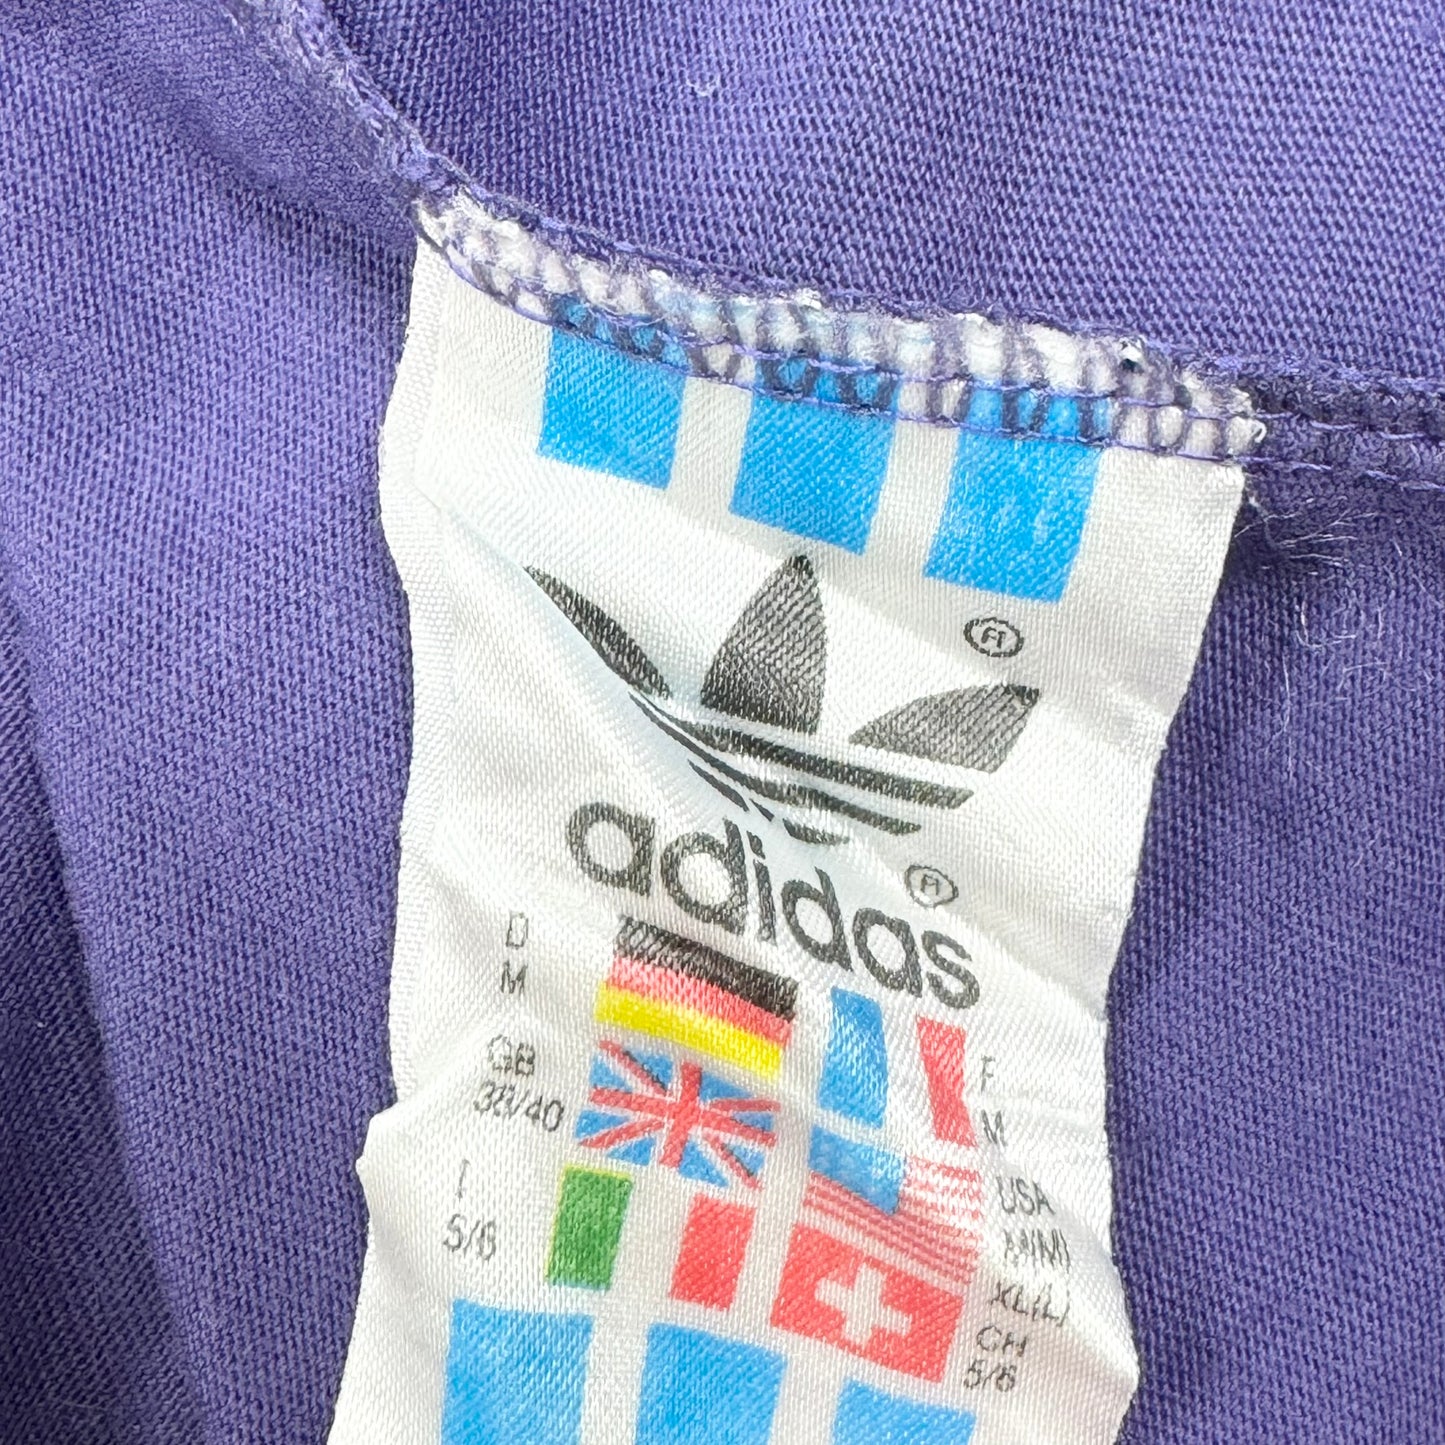 ®
adidas ®
D
M
GB
38/40
I
5/6
F
M
USA
M(M)
XL(L)
CH
5/6